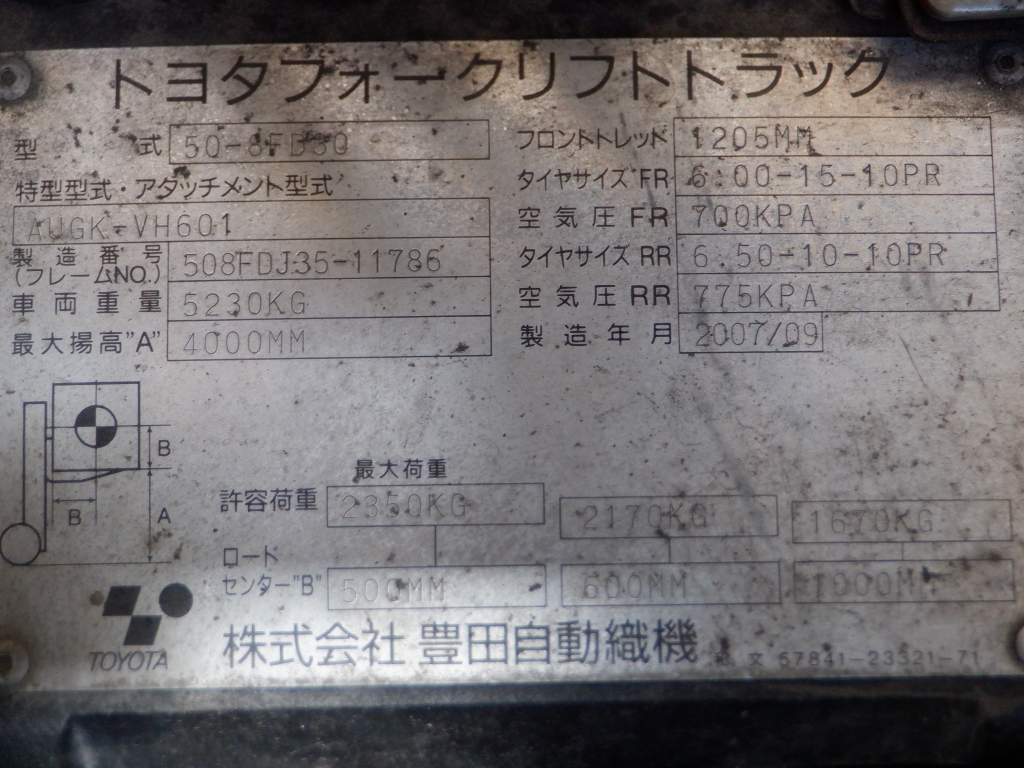 トヨタフォークリフトトラック
型式 50-8FD30
特型型式・アタッチメント型式
AUGK-VH601
製造番号
(フレームNO.) 508FDJ35-11786
車両重量 5230KG
最大揚高"A" 4000MM
フロントトレッド 1205MM
タイヤサイズ FR 6.00-15-10PR
空気圧 FR 700KPA
タイヤサイズ RR 6.50-10-10PR
空気圧 RR 775KPA
製造年月 2007/09
B
B
A
最大荷重
許容荷重 2350KG 2170KG 1670KG
ロード
センター"B" 500MM 600MM 1000MM
TOYOTA
株式会社 豊田自動織機
文 57841-23321-71